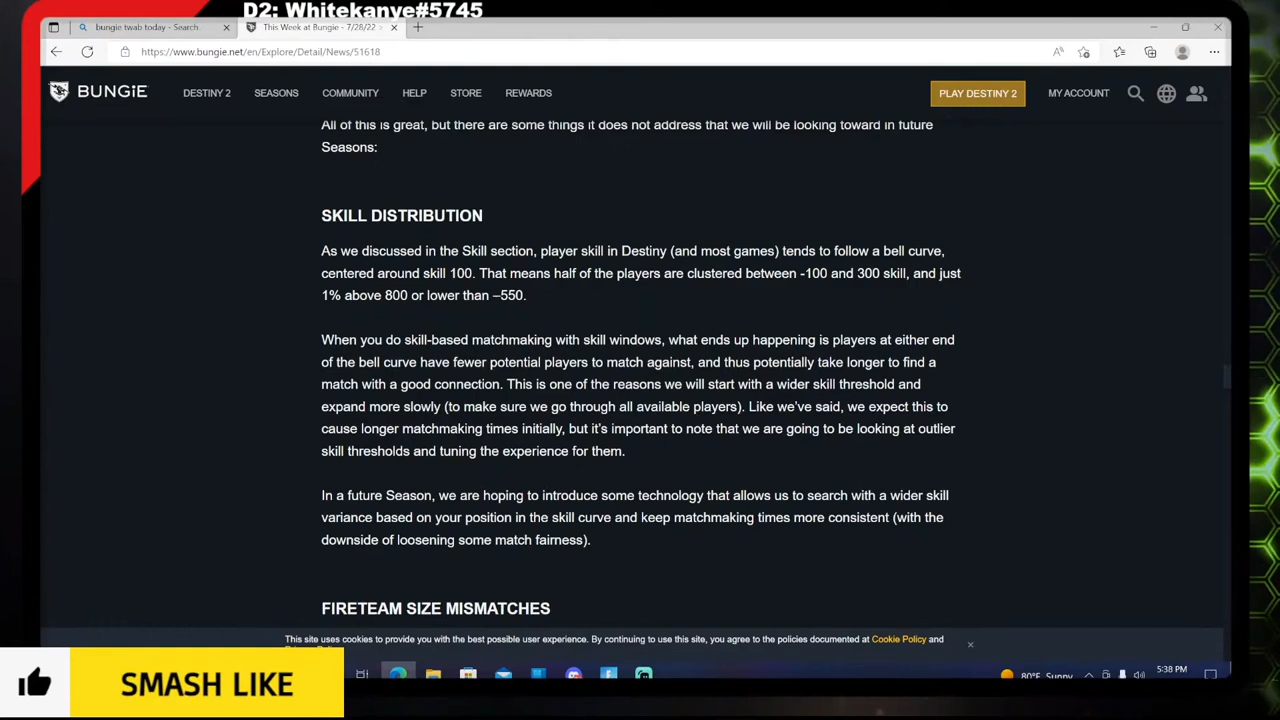 D2: Whitekanye#5745
bungie twab today - Search
This Week at Bungie - 7/28/22
https://www.bungie.net/en/Explore/Detail/News/51618
BUNGiE
DESTINY 2 SEASONS COMMUNITY HELP STORE REWARDS
PLAY DESTINY 2
MY ACCOUNT
All of this is great, but there are some things it does not address that we will be looking toward in future
Seasons:
SKILL DISTRIBUTION
As we discussed in the Skill section, player skill in Destiny (and most games) tends to follow a bell curve,
centered around skill 100. That means half of the players are clustered between -100 and 300 skill, and just
1% above 800 or lower than –550.
When you do skill-based matchmaking with skill windows, what ends up happening is players at either end
of the bell curve have fewer potential players to match against, and thus potentially take longer to find a
match with a good connection. This is one of the reasons we will start with a wider skill threshold and
expand more slowly (to make sure we go through all available players). Like we’ve said, we expect this to
cause longer matchmaking times initially, but it’s important to note that we are going to be looking at outlier
skill thresholds and tuning the experience for them.
In a future Season, we are hoping to introduce some technology that allows us to search with a wider skill
variance based on your position in the skill curve and keep matchmaking times more consistent (with the
downside of loosening some match fairness).
FIRETEAM SIZE MISMATCHES
This site uses cookies to provide you with the best possible user experience. By continuing to use this site, you agree to the policies documented at Cookie Policy and
SMASH LIKE
80°F Sunny
5:38 PM